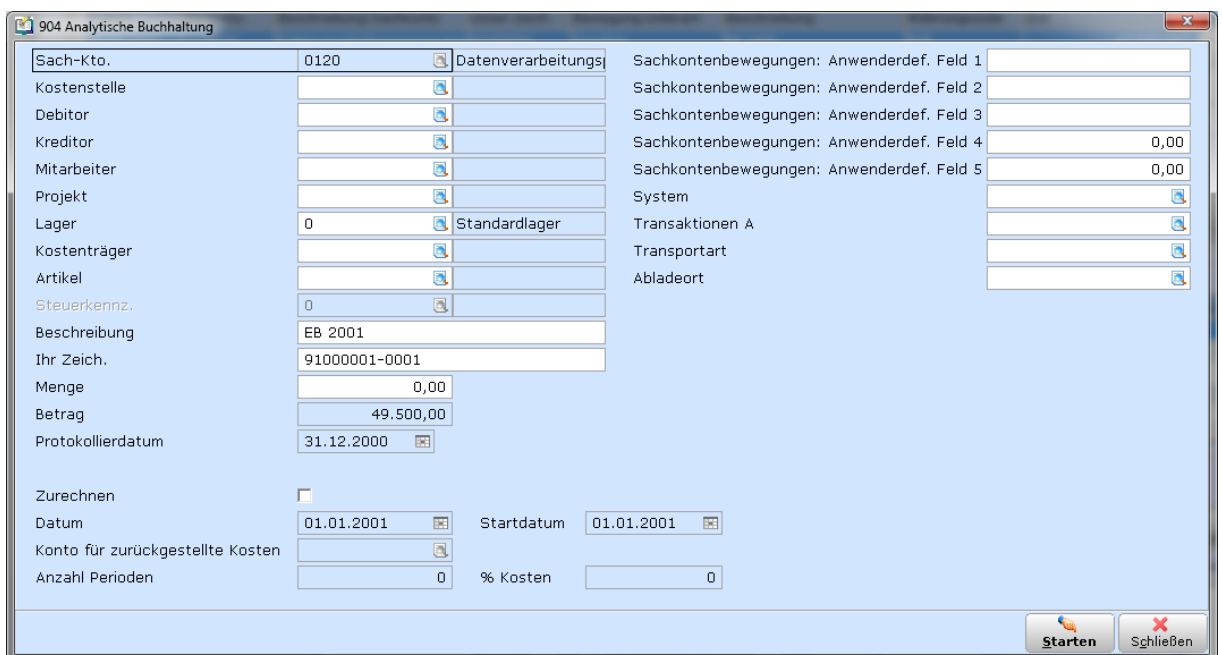 904 Analytische Buchhaltung
Sach-Kto. 0120 Datenverarbeitungsp Sachkontenbewegungen: Anwenderdef. Feld 1
Kostenstelle Sachkontenbewegungen: Anwenderdef. Feld 2
Debitor Sachkontenbewegungen: Anwenderdef. Feld 3
Kreditor Sachkontenbewegungen: Anwenderdef. Feld 4 0,00
Mitarbeiter Sachkontenbewegungen: Anwenderdef. Feld 5 0,00
Projekt System
Lager 0 Standardlager Transaktionen A
Kostenträger Transportart
Artikel Abladeort
Steuerkennz. 0
Beschreibung EB 2001
Ihr Zeich. 91000001-0001
Menge 0,00
Betrag 49.500,00
Protokollierdatum 31.12.2000
Zurechnen
Datum 01.01.2001 Startdatum 01.01.2001
Konto für zurückgestellte Kosten
Anzahl Perioden 0 % Kosten 0
Starten Schließen